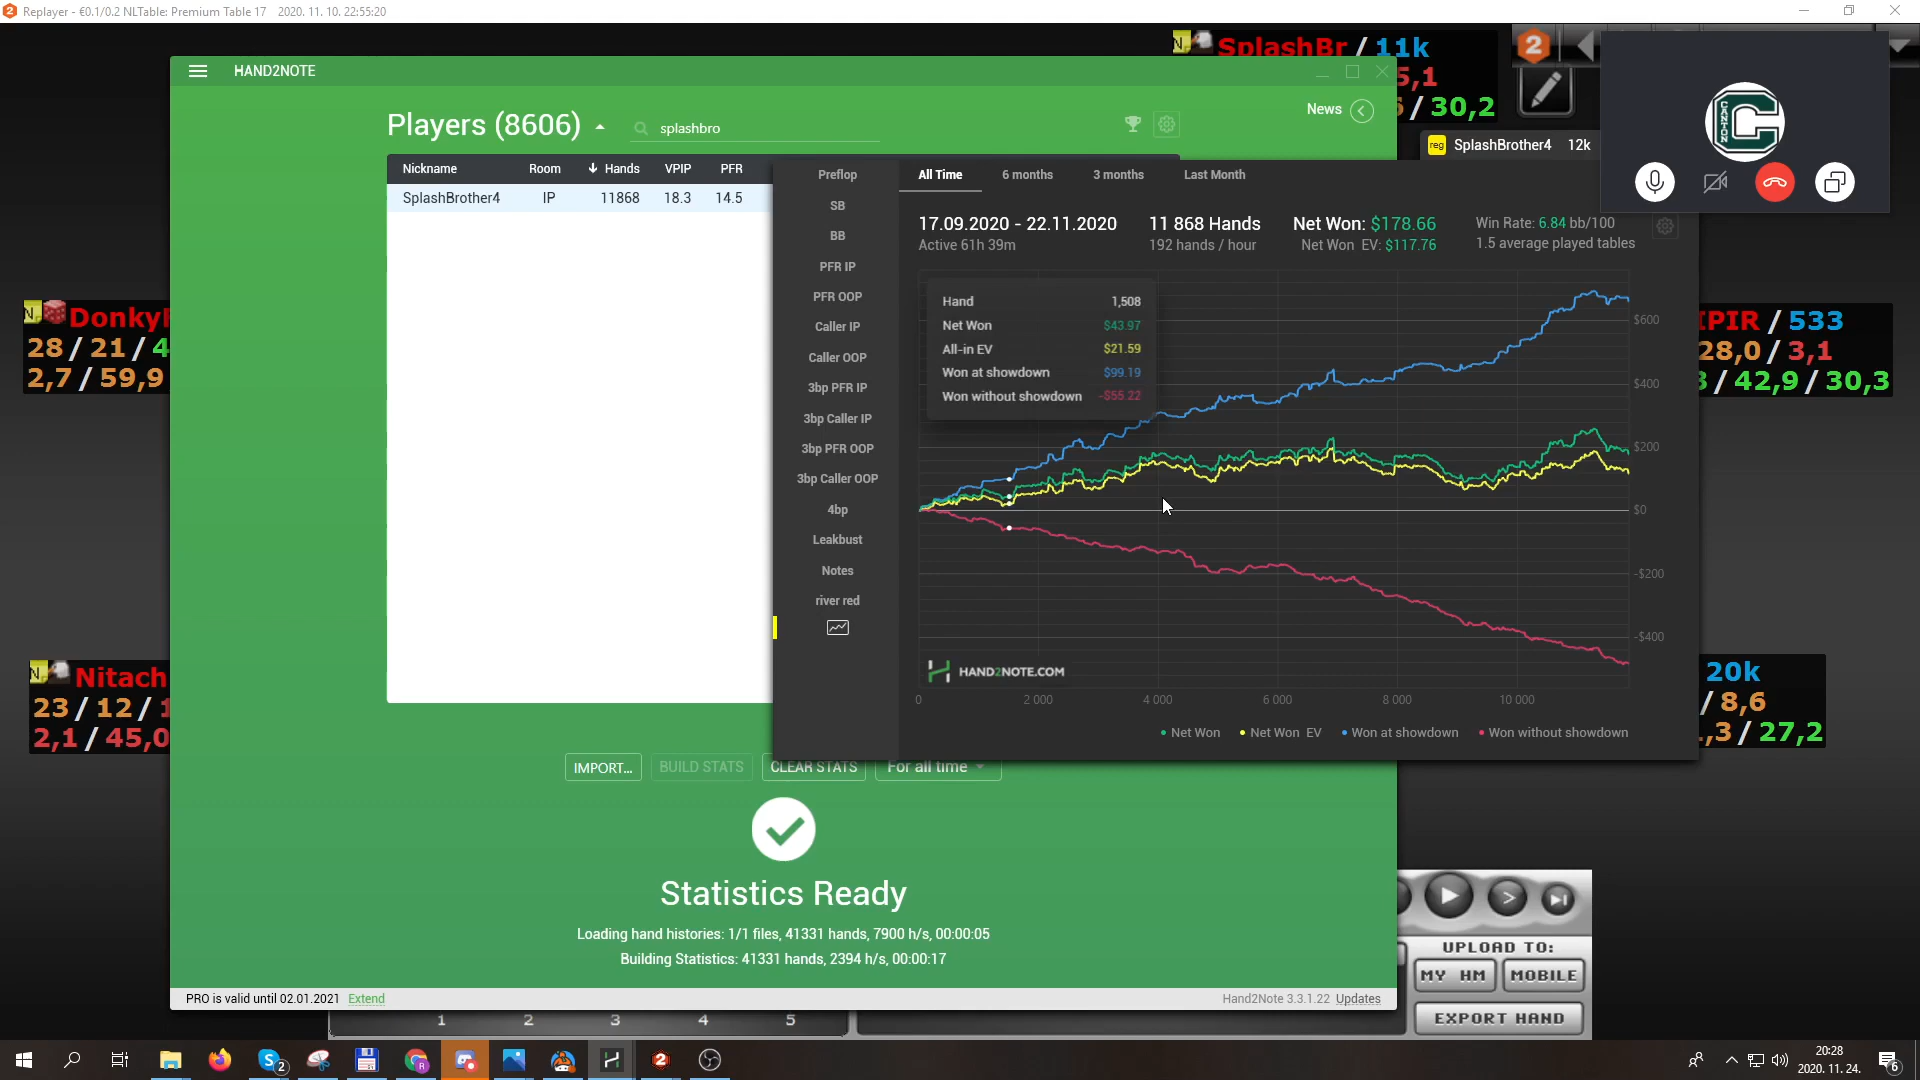 Replayer - €0.1/0.2 NLTable: Premium Table 17 2020. 11. 10. 22:55:20
SplashBr / 11k
5,1
/ 30,2
reg SplashBrother4 12k
CANTON
HAND2NOTE
News
Players (8606)
splashbro
Nickname Room Hands VPIP PFR
SplashBrother4 IP 11868 18.3 14.5
Preflop
SB
BB
PFR IP
PFR OOP
Caller IP
Caller OOP
3bp PFR IP
3bp Caller IP
3bp PFR OOP
3bp Caller OOP
4bp
Leakbust
Notes
river red
All Time 6 months 3 months Last Month
17.09.2020 - 22.11.2020 11 868 Hands Net Won: $178.66 Win Rate: 6.84 bb/100
Active 61h 39m 192 hands / hour Net Won EV: $117.76 1.5 average played tables
Hand 1,508
Net Won $43.97
All-in EV $21.59
Won at showdown $99.19
Won without showdown -$55.22
$600
$400
$200
$0
-$200
-$400
HAND2NOTE.COM
0 2 000 4 000 6 000 8 000 10 000
Net Won Net Won EV Won at showdown Won without showdown
N DonkyF
28 / 21 / 4
2,7 / 59,9
N Nitach
23 / 12 / 1
2,1 / 45,0
IPIR / 533
28,0 / 3,1
/ 42,9 / 30,3
20k
/ 8,6
,3 / 27,2
IMPORT... BUILD STATS CLEAR STATS For all time
Statistics Ready
Loading hand histories: 1/1 files, 41331 hands, 7900 h/s, 00:00:05
Building Statistics: 41331 hands, 2394 h/s, 00:00:17
PRO is valid until 02.01.2021 Extend
Hand2Note 3.3.1.22 Updates
1 2 3 4 5
UPLOAD TO:
MY HM MOBILE
EXPORT HAND
20:28
2020. 11. 24.